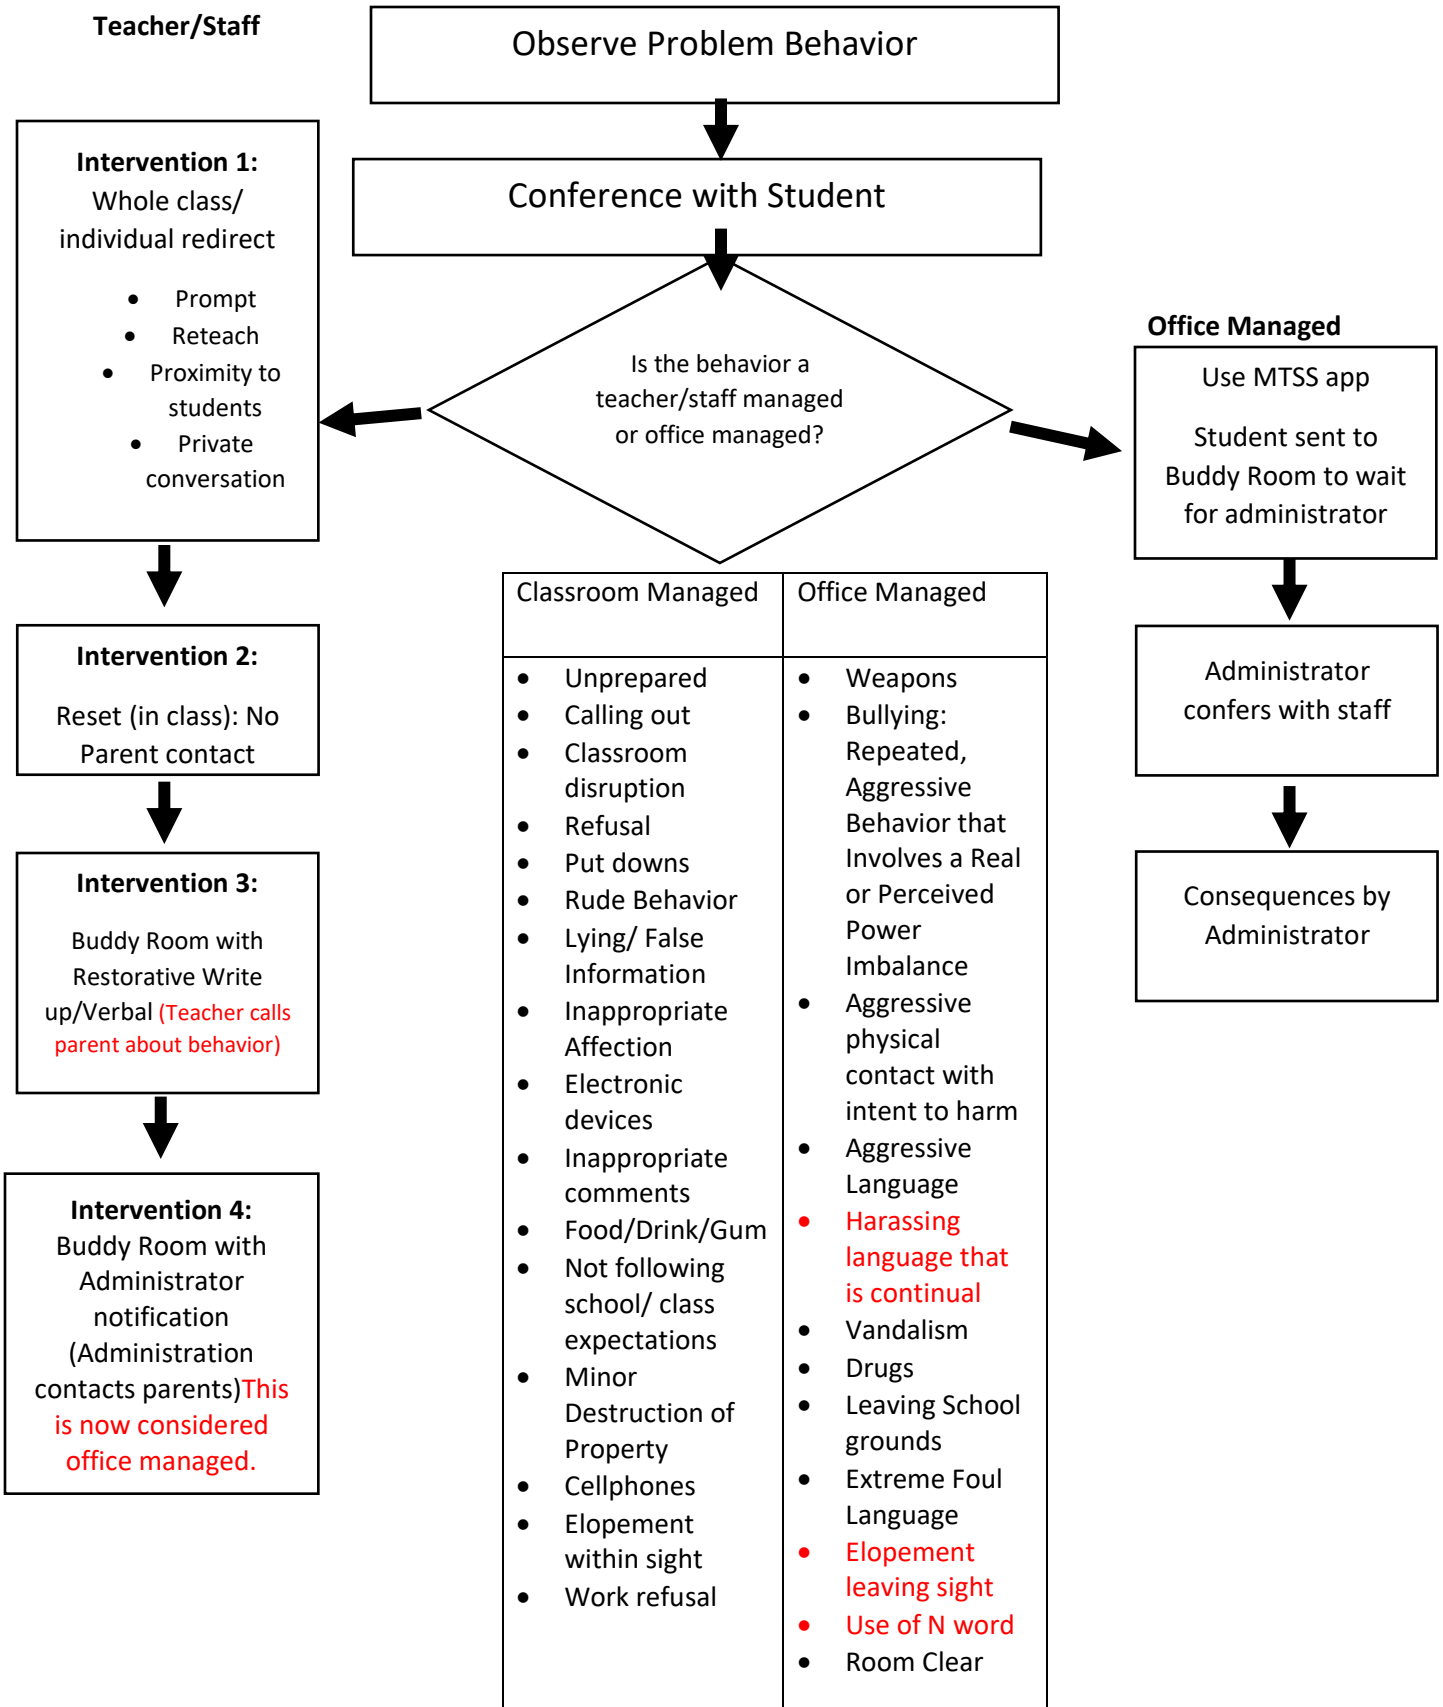 Teacher/Staff
Observe Problem Behavior
Conference with Student
Is the behavior a
teacher/staff managed
or office managed?
Intervention 1:
Whole class/
individual redirect
• Prompt
• Reteach
• Proximity to
students
• Private
conversation
Intervention 2:
Reset (in class): No
Parent contact
Intervention 3:
Buddy Room with
Restorative Write
up/Verbal (Teacher calls
parent about behavior)
Intervention 4:
Buddy Room with
Administrator
notification
(Administration
contacts parents)This
is now considered
office managed.
Classroom Managed
• Unprepared
• Calling out
• Classroom
disruption
• Refusal
• Put downs
• Rude Behavior
• Lying/ False
Information
• Inappropriate
Affection
• Electronic
devices
• Inappropriate
comments
• Food/Drink/Gum
• Not following
school/ class
expectations
• Minor
Destruction of
Property
• Cellphones
• Elopement
within sight
• Work refusal
Office Managed
• Weapons
• Bullying:
Repeated,
Aggressive
Behavior that
Involves a Real
or Perceived
Power
Imbalance
• Aggressive
physical
contact with
intent to harm
• Aggressive
Language
• Harassing
language that
is continual
• Vandalism
• Drugs
• Leaving School
grounds
• Extreme Foul
Language
• Elopement
leaving sight
• Use of N word
• Room Clear
Office Managed
Use MTSS app
Student sent to
Buddy Room to wait
for administrator
Administrator
confers with staff
Consequences by
Administrator